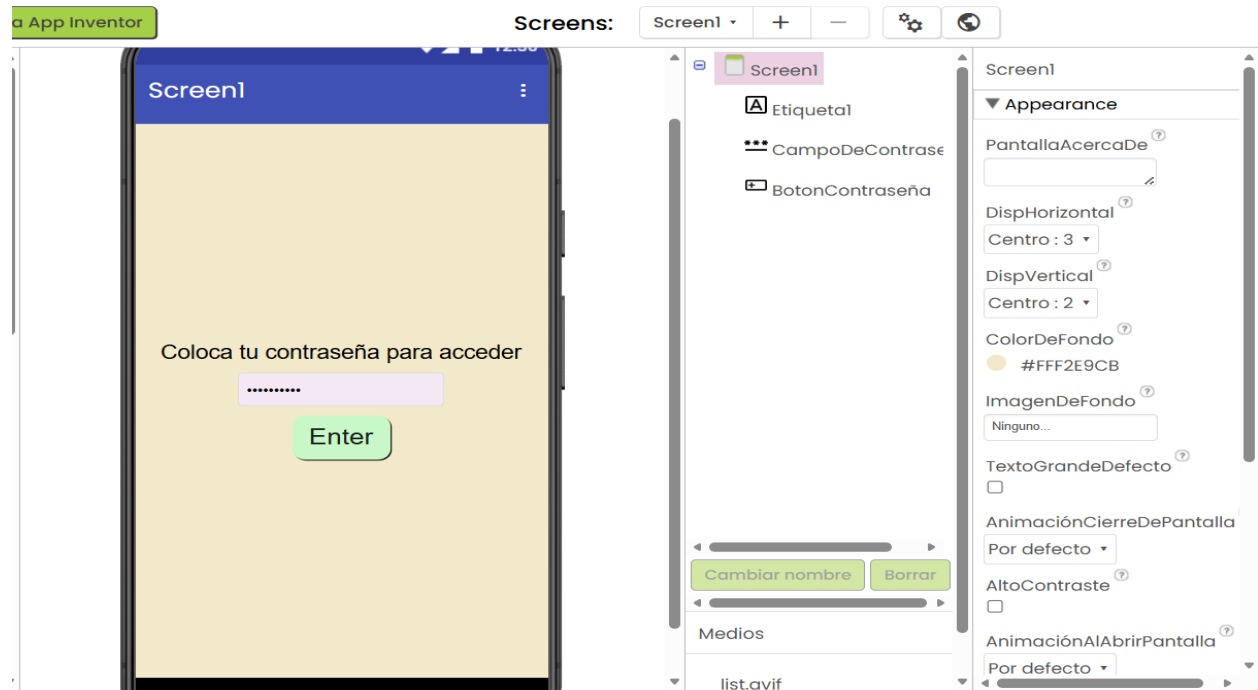 a App Inventor
Screens:
Screen1
Screen1
Coloca tu contraseña para acceder
••••••••••
Enter
Screen1
Etiqueta1
CampoDeContrase
BotonContraseña
Cambiar nombre
Borrar
Medios
list.avif
Screen1
Appearance
PantallaAcercaDe
DispHorizontal
Centro : 3
DispVertical
Centro : 2
ColorDeFondo
#FFF2E9CB
ImagenDeFondo
Ninguno...
TextoGrandeDefecto
AnimaciónCierreDePantalla
Por defecto
AltoContraste
AnimaciónAlAbrirPantalla
Por defecto